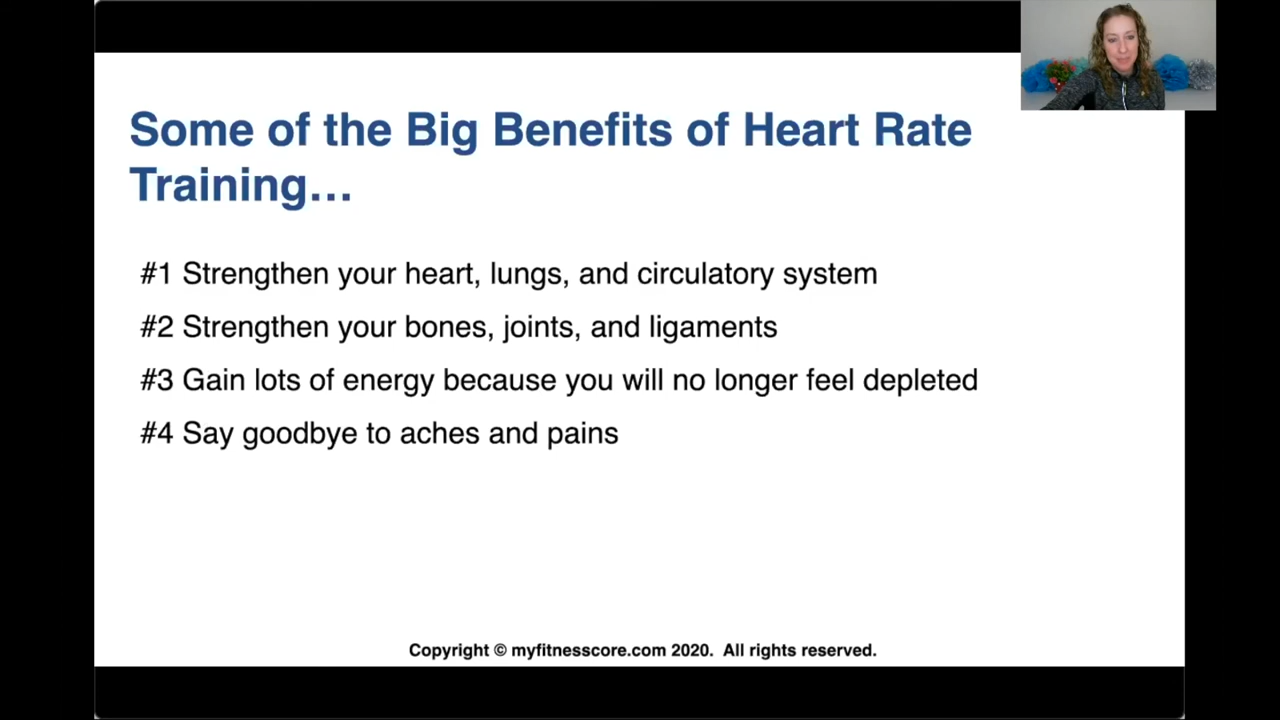 Some of the Big Benefits of Heart Rate
Training…
#1 Strengthen your heart, lungs, and circulatory system
#2 Strengthen your bones, joints, and ligaments
#3 Gain lots of energy because you will no longer feel depleted
#4 Say goodbye to aches and pains
Copyright © myfitnesscore.com 2020.  All rights reserved.